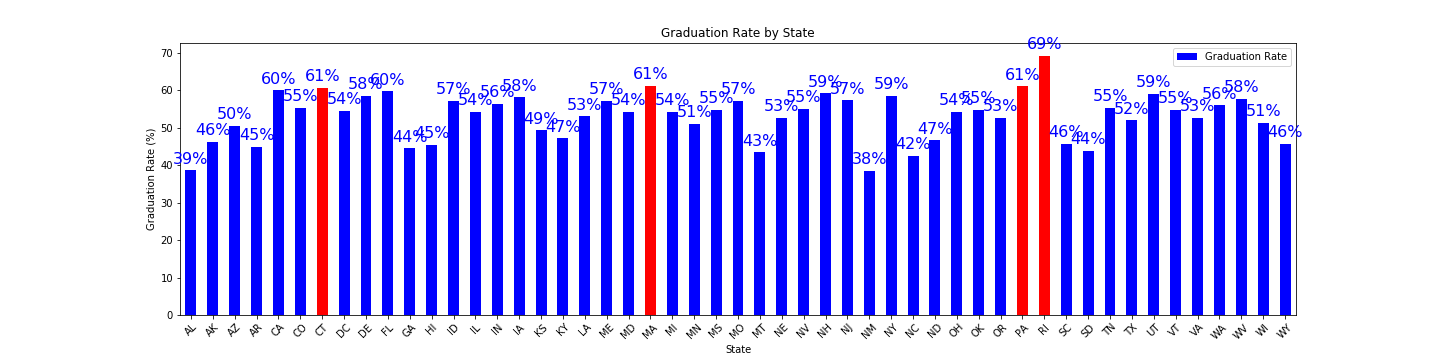 Graduation Rate by State
Graduation Rate
Graduation Rate (%)
70
60
50
40
30
20
10
0
39% 46% 50% 45% 60% 55% 61% 54% 58% 60% 44% 45% 57% 54% 56% 58% 49% 47% 53% 57% 54% 61% 54% 51% 55% 57% 43% 53% 55% 59% 57% 38% 59% 42% 47% 54% 55% 53% 61% 69% 46% 44% 55% 52% 59% 55% 53% 56% 58% 51% 46%
AL AK AZ AR CA CO CT DC DE FL GA HI ID IL IN IA KS KY LA ME MD MA MI MN MS MO MT NE NV NH NJ NM NY NC ND OH OK OR PA RI SC SD TN TX UT VT VA WA WV WI WY
State